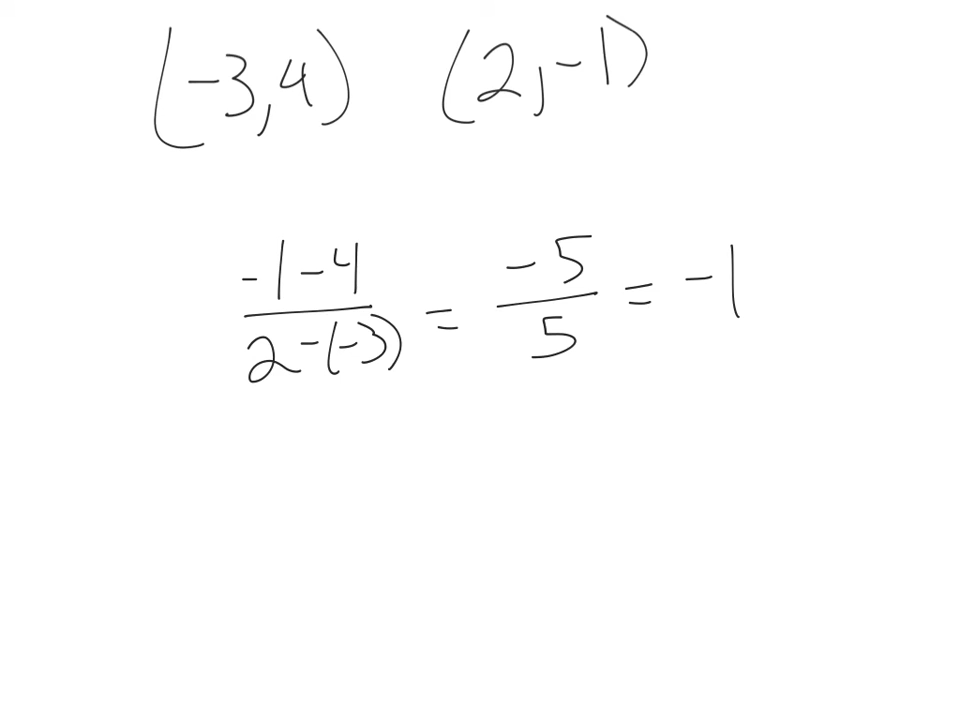 (-3,4) (2,-1)
-1-4/2-(-3) = -5/5 = -1